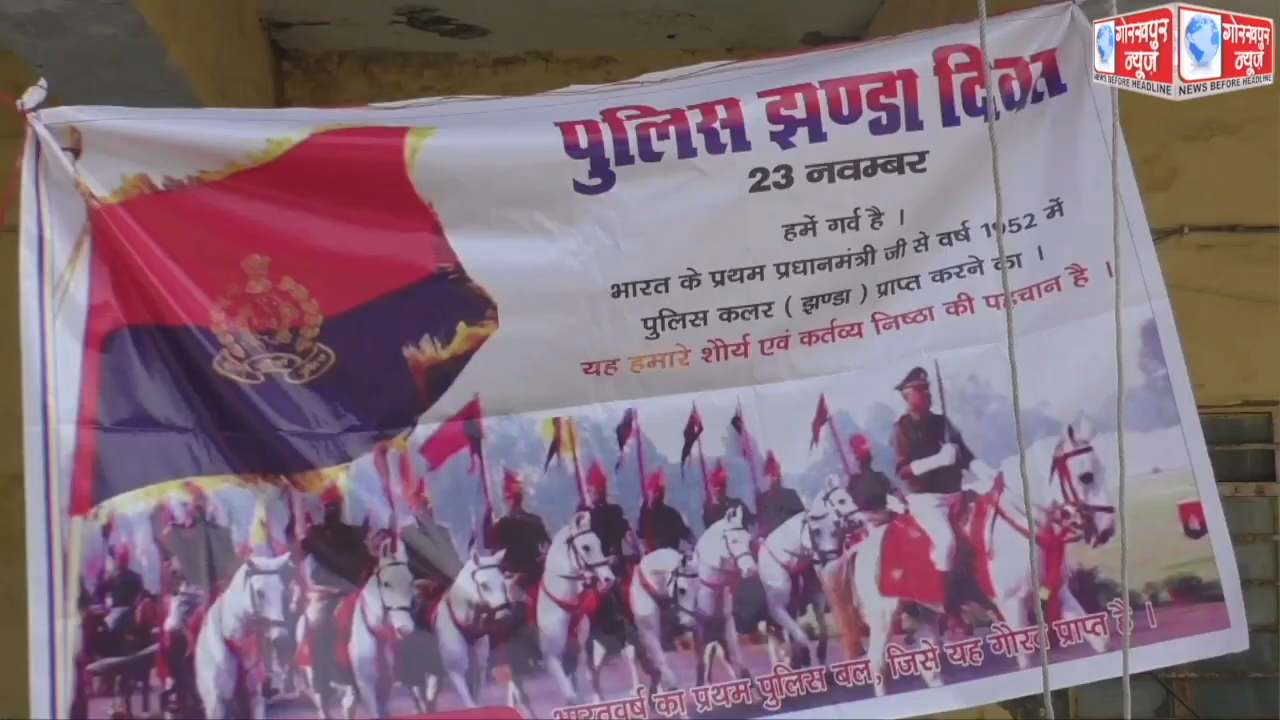 गोरखपुर न्यूज़
NEWS BEFORE HEADLINE
गोरखपुर न्यूज़
NEWS BEFORE HEADLINE
पुलिस झण्डा दिवस
23 नवम्बर
हमें गर्व है ।
भारत के प्रथम प्रधानमंत्री जी से वर्ष 1952 में
पुलिस कलर ( झण्डा ) प्राप्त करने का ।
यह हमारे शौर्य एवं कर्तव्य निष्ठा की पहचान है ।
भारतवर्ष का प्रथम पुलिस बल, जिसे यह गौरव प्राप्त है ।